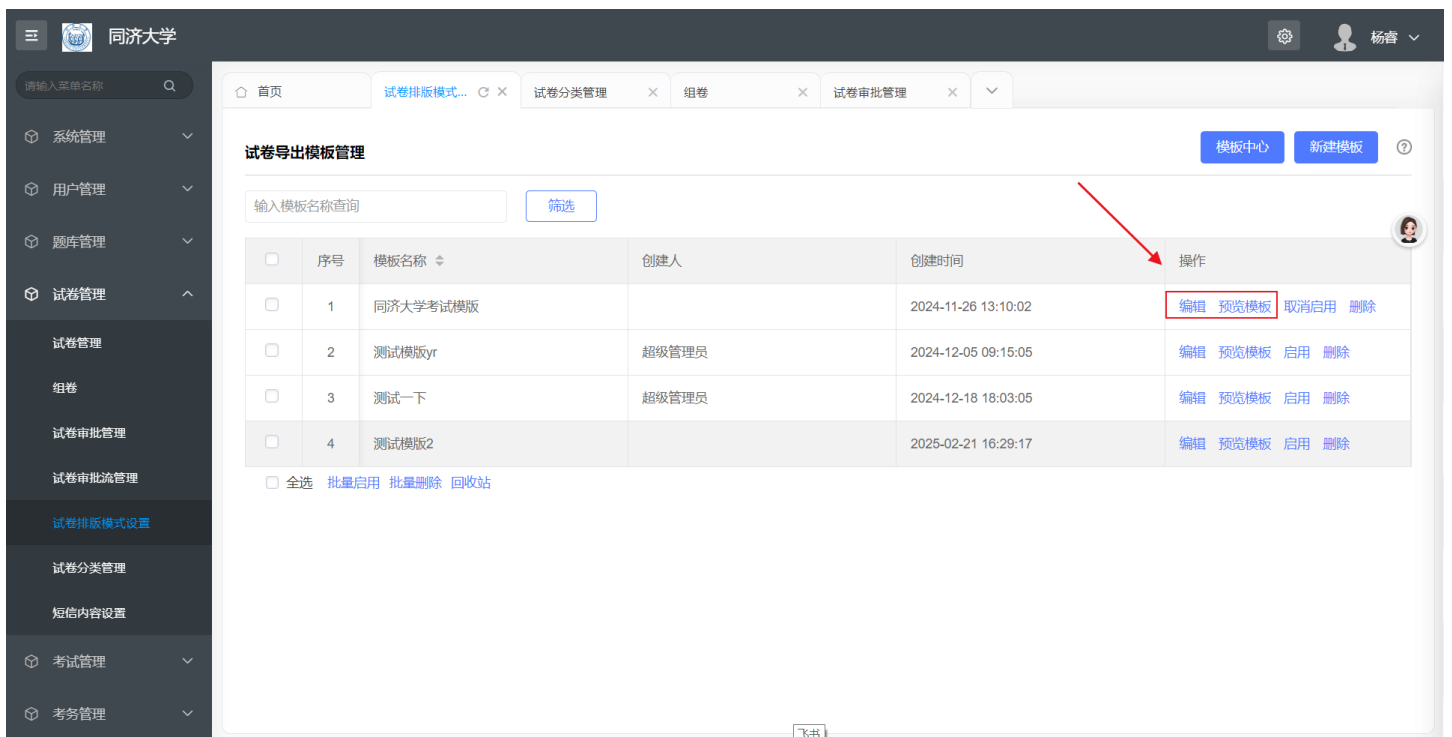 同济大学
杨睿
请输入菜单名称
首页
试卷排版模式...
试卷分类管理
组卷
试卷审批管理
系统管理
用户管理
题库管理
试卷管理
试卷管理
组卷
试卷审批管理
试卷审批流管理
试卷排版模式设置
试卷分类管理
短信内容设置
考试管理
考务管理
试卷导出模板管理
模板中心
新建模板
输入模板名称查询
筛选
序号 模板名称 创建人 创建时间 操作
1 同济大学考试模版 2024-11-26 13:10:02 编辑 预览模板 取消启用 删除
2 测试模版yr 超级管理员 2024-12-05 09:15:05 编辑 预览模板 启用 删除
3 测试一下 超级管理员 2024-12-18 18:03:05 编辑 预览模板 启用 删除
4 测试模版2 2025-02-21 16:29:17 编辑 预览模板 启用 删除
全选 批量启用 批量删除 回收站
飞书